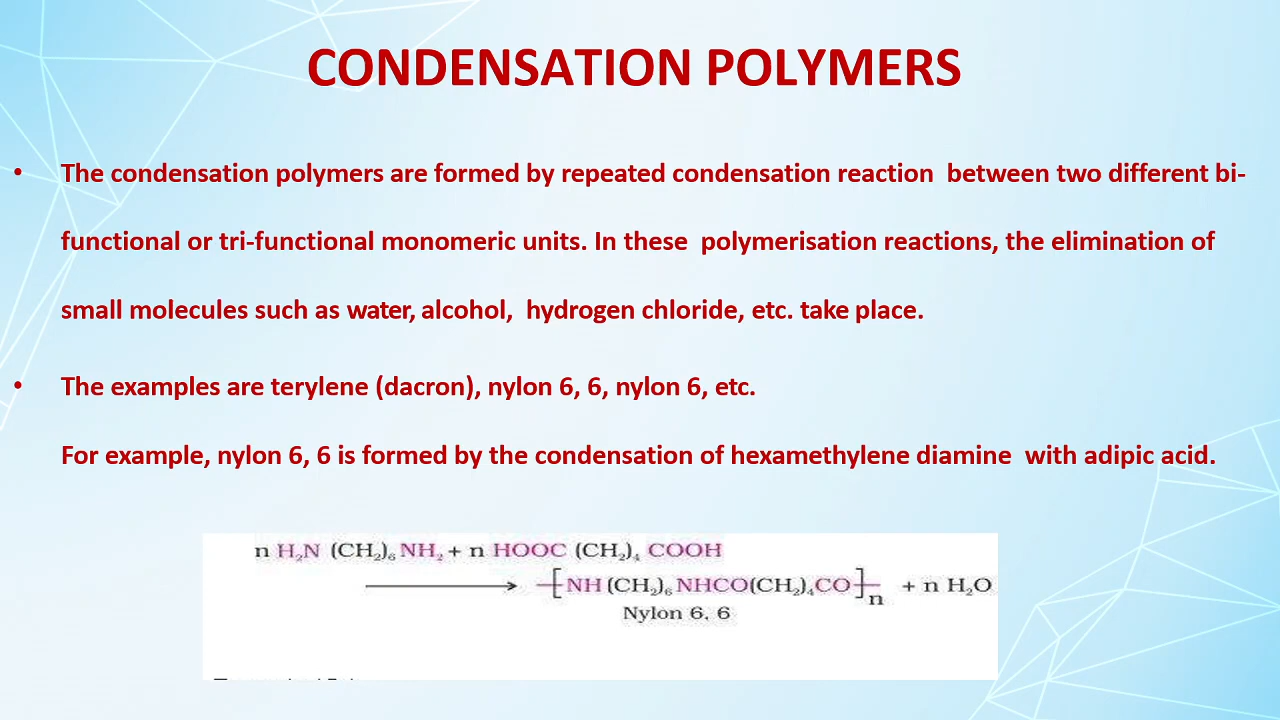 CONDENSATION POLYMERS
• The condensation polymers are formed by repeated condensation reaction between two different bi-
functional or tri-functional monomeric units. In these polymerisation reactions, the elimination of
small molecules such as water, alcohol, hydrogen chloride, etc. take place.
• The examples are terylene (dacron), nylon 6, 6, nylon 6, etc.
For example, nylon 6, 6 is formed by the condensation of hexamethylene diamine with adipic acid.
n H₂N (CH₂)₆ NH₂ + n HOOC (CH₂)₄ COOH
⟶ –[NH (CH₂)₆ NHCO(CH₂)₄CO]–n + n H₂O
Nylon 6, 6